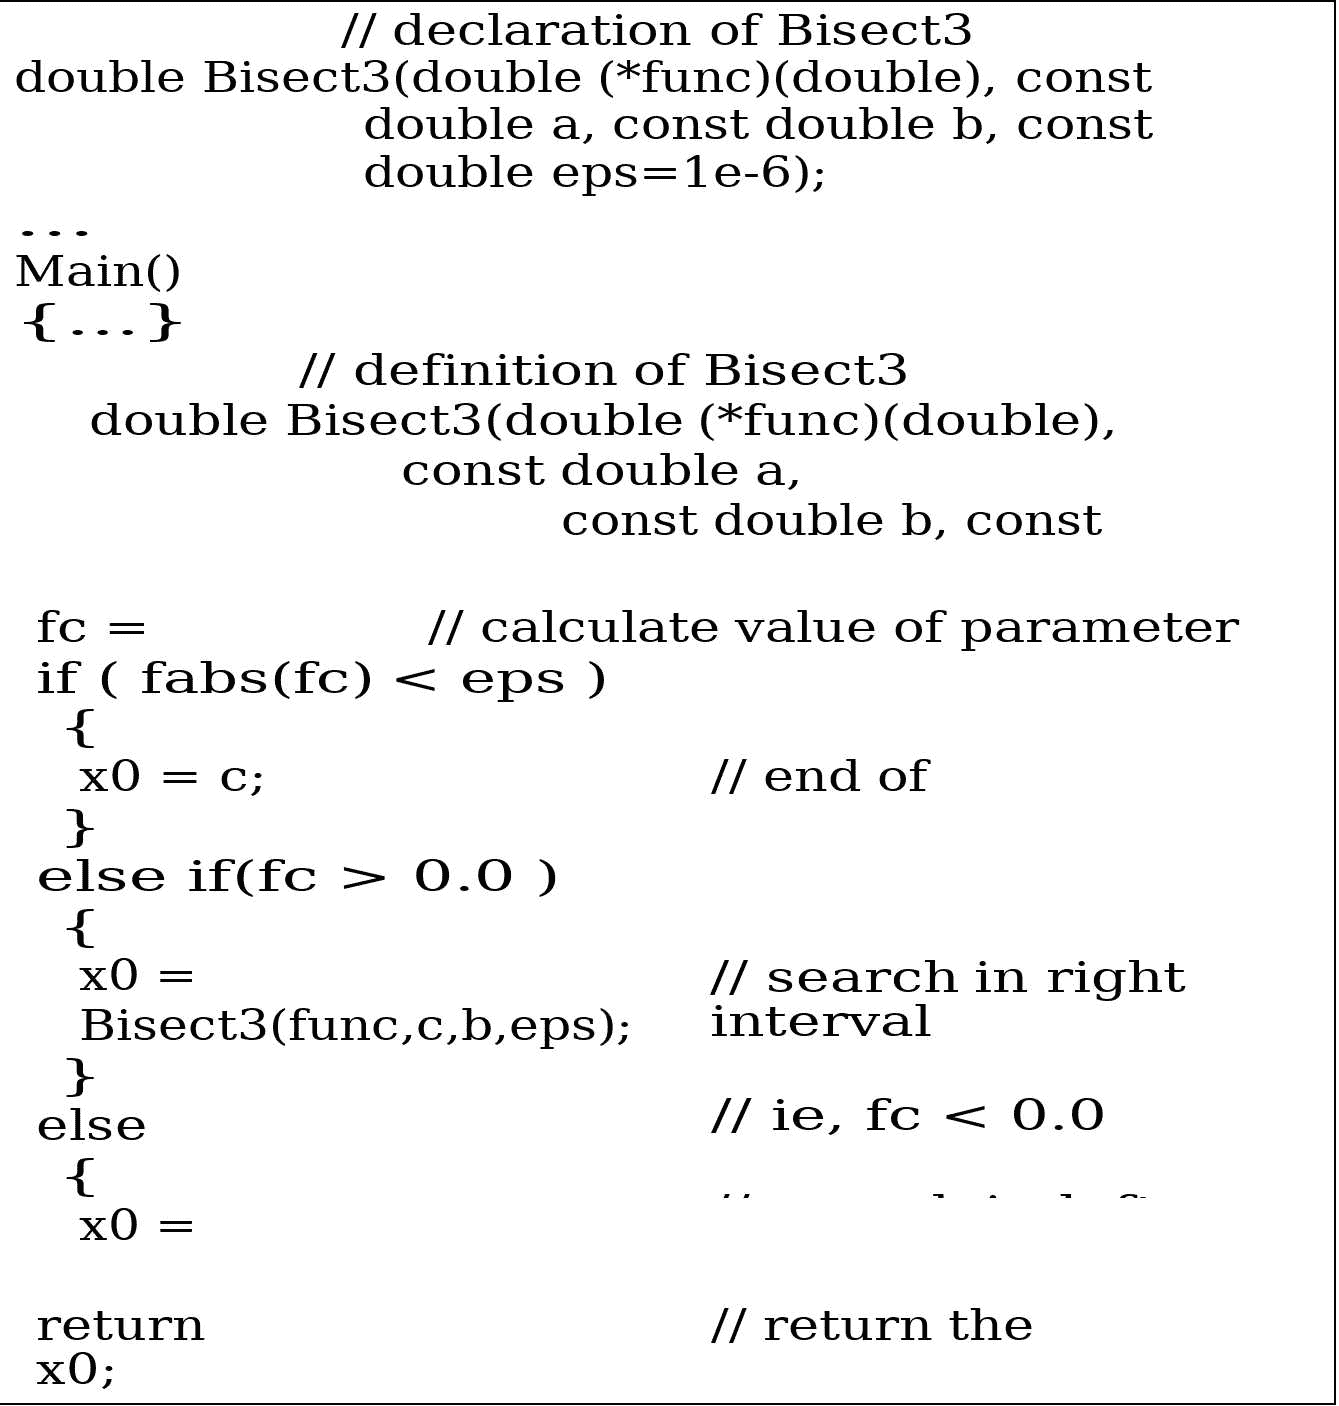 // declaration of Bisect3
double Bisect3(double (*func)(double), const
double a, const double b, const
double eps=1e-6);
...
Main()
{...}
// definition of Bisect3
double Bisect3(double (*func)(double),
const double a,
const double b, const
fc = // calculate value of parameter
if ( fabs(fc) < eps )
{
x0 = c; // end of
}
else if(fc > 0.0 )
{
x0 = // search in right
Bisect3(func,c,b,eps); interval
}
else // ie, fc < 0.0
{
x0 =
return // return the
x0;